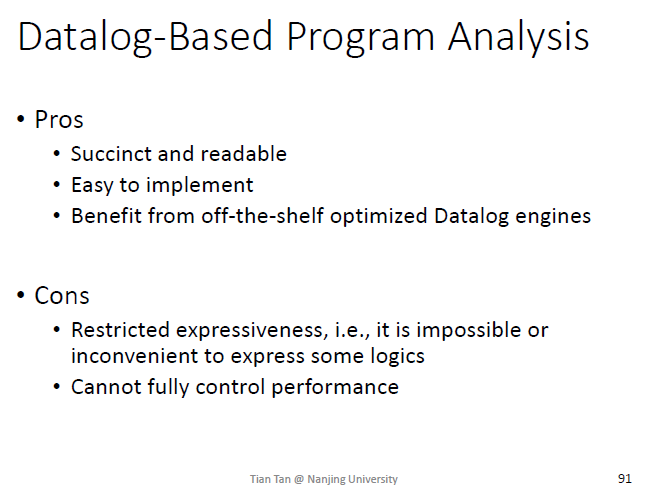 Datalog-Based Program Analysis
• Pros
• Succinct and readable
• Easy to implement
• Benefit from off-the-shelf optimized Datalog engines
• Cons
• Restricted expressiveness, i.e., it is impossible or
inconvenient to express some logics
• Cannot fully control performance
Tian Tan @ Nanjing University
91